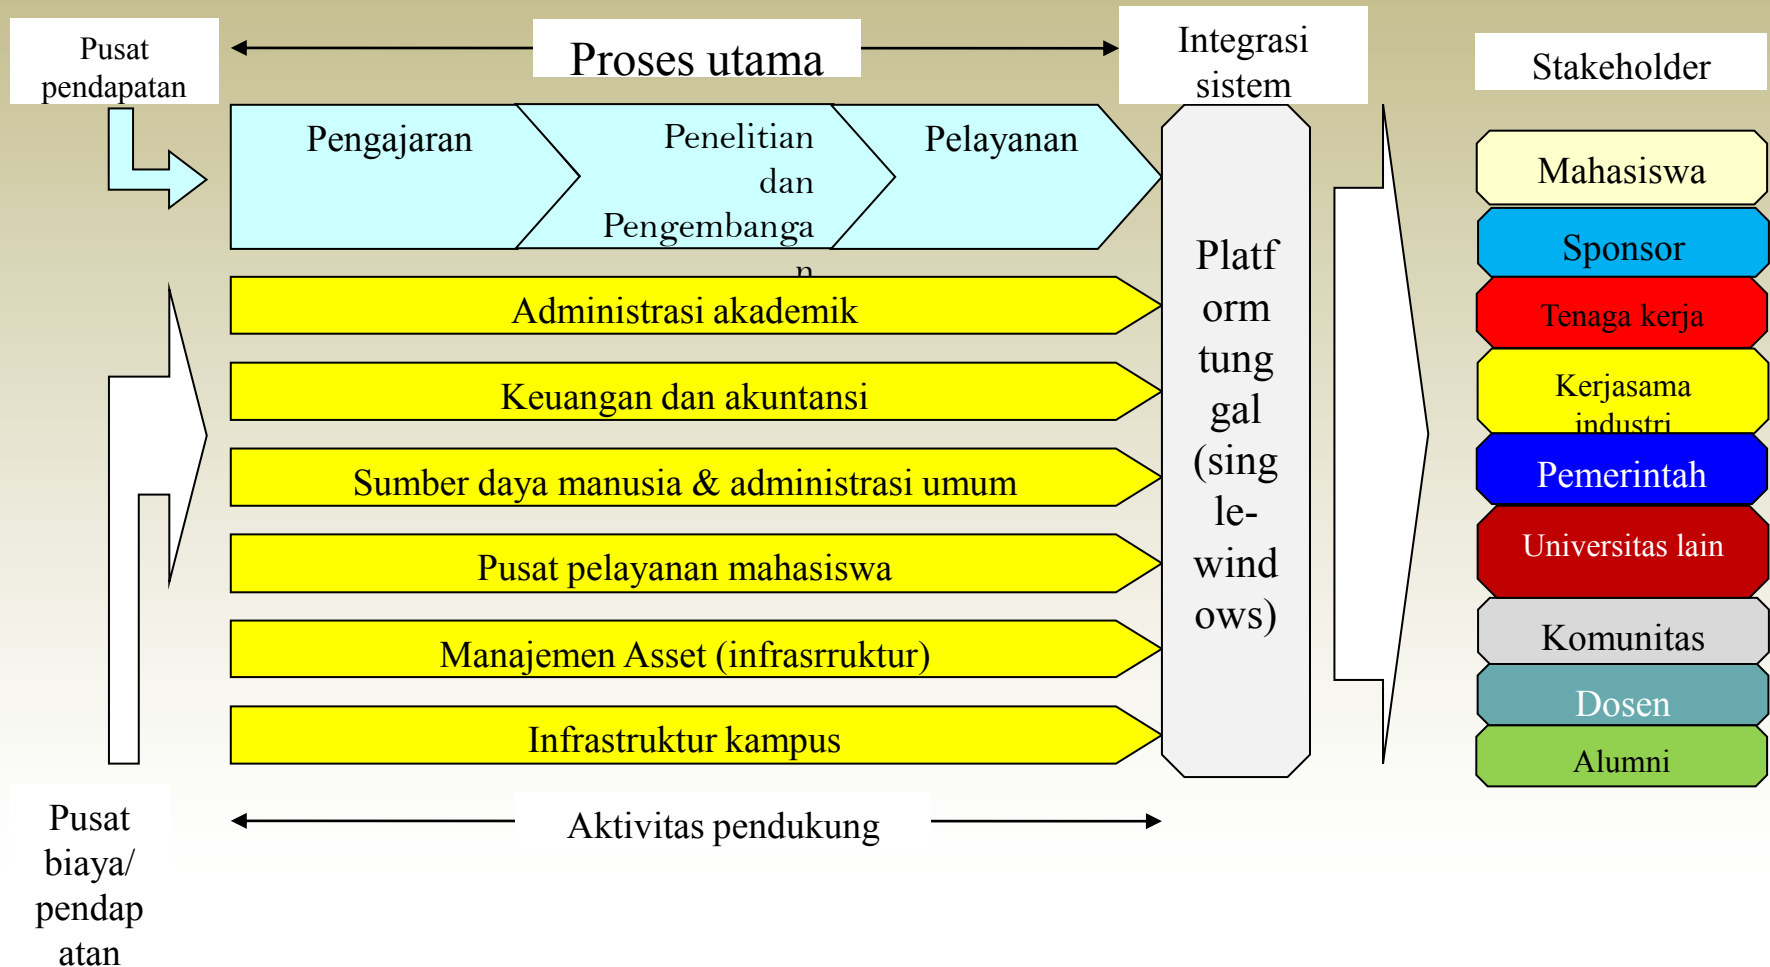 Pusat
pendapatan
Proses utama
Integrasi
sistem
Stakeholder
Pengajaran
Penelitian
dan
Pengembanga
n
Pelayanan
Administrasi akademik
Keuangan dan akuntansi
Sumber daya manusia & administrasi umum
Pusat pelayanan mahasiswa
Manajemen Asset (infrasrruktur)
Infrastruktur kampus
Platf
orm
tung
gal
(sing
le-
wind
ows)
Mahasiswa
Sponsor
Tenaga kerja
Kerjasama
industri
Pemerintah
Universitas lain
Komunitas
Dosen
Alumni
Pusat
biaya/
pendap
atan
Aktivitas pendukung